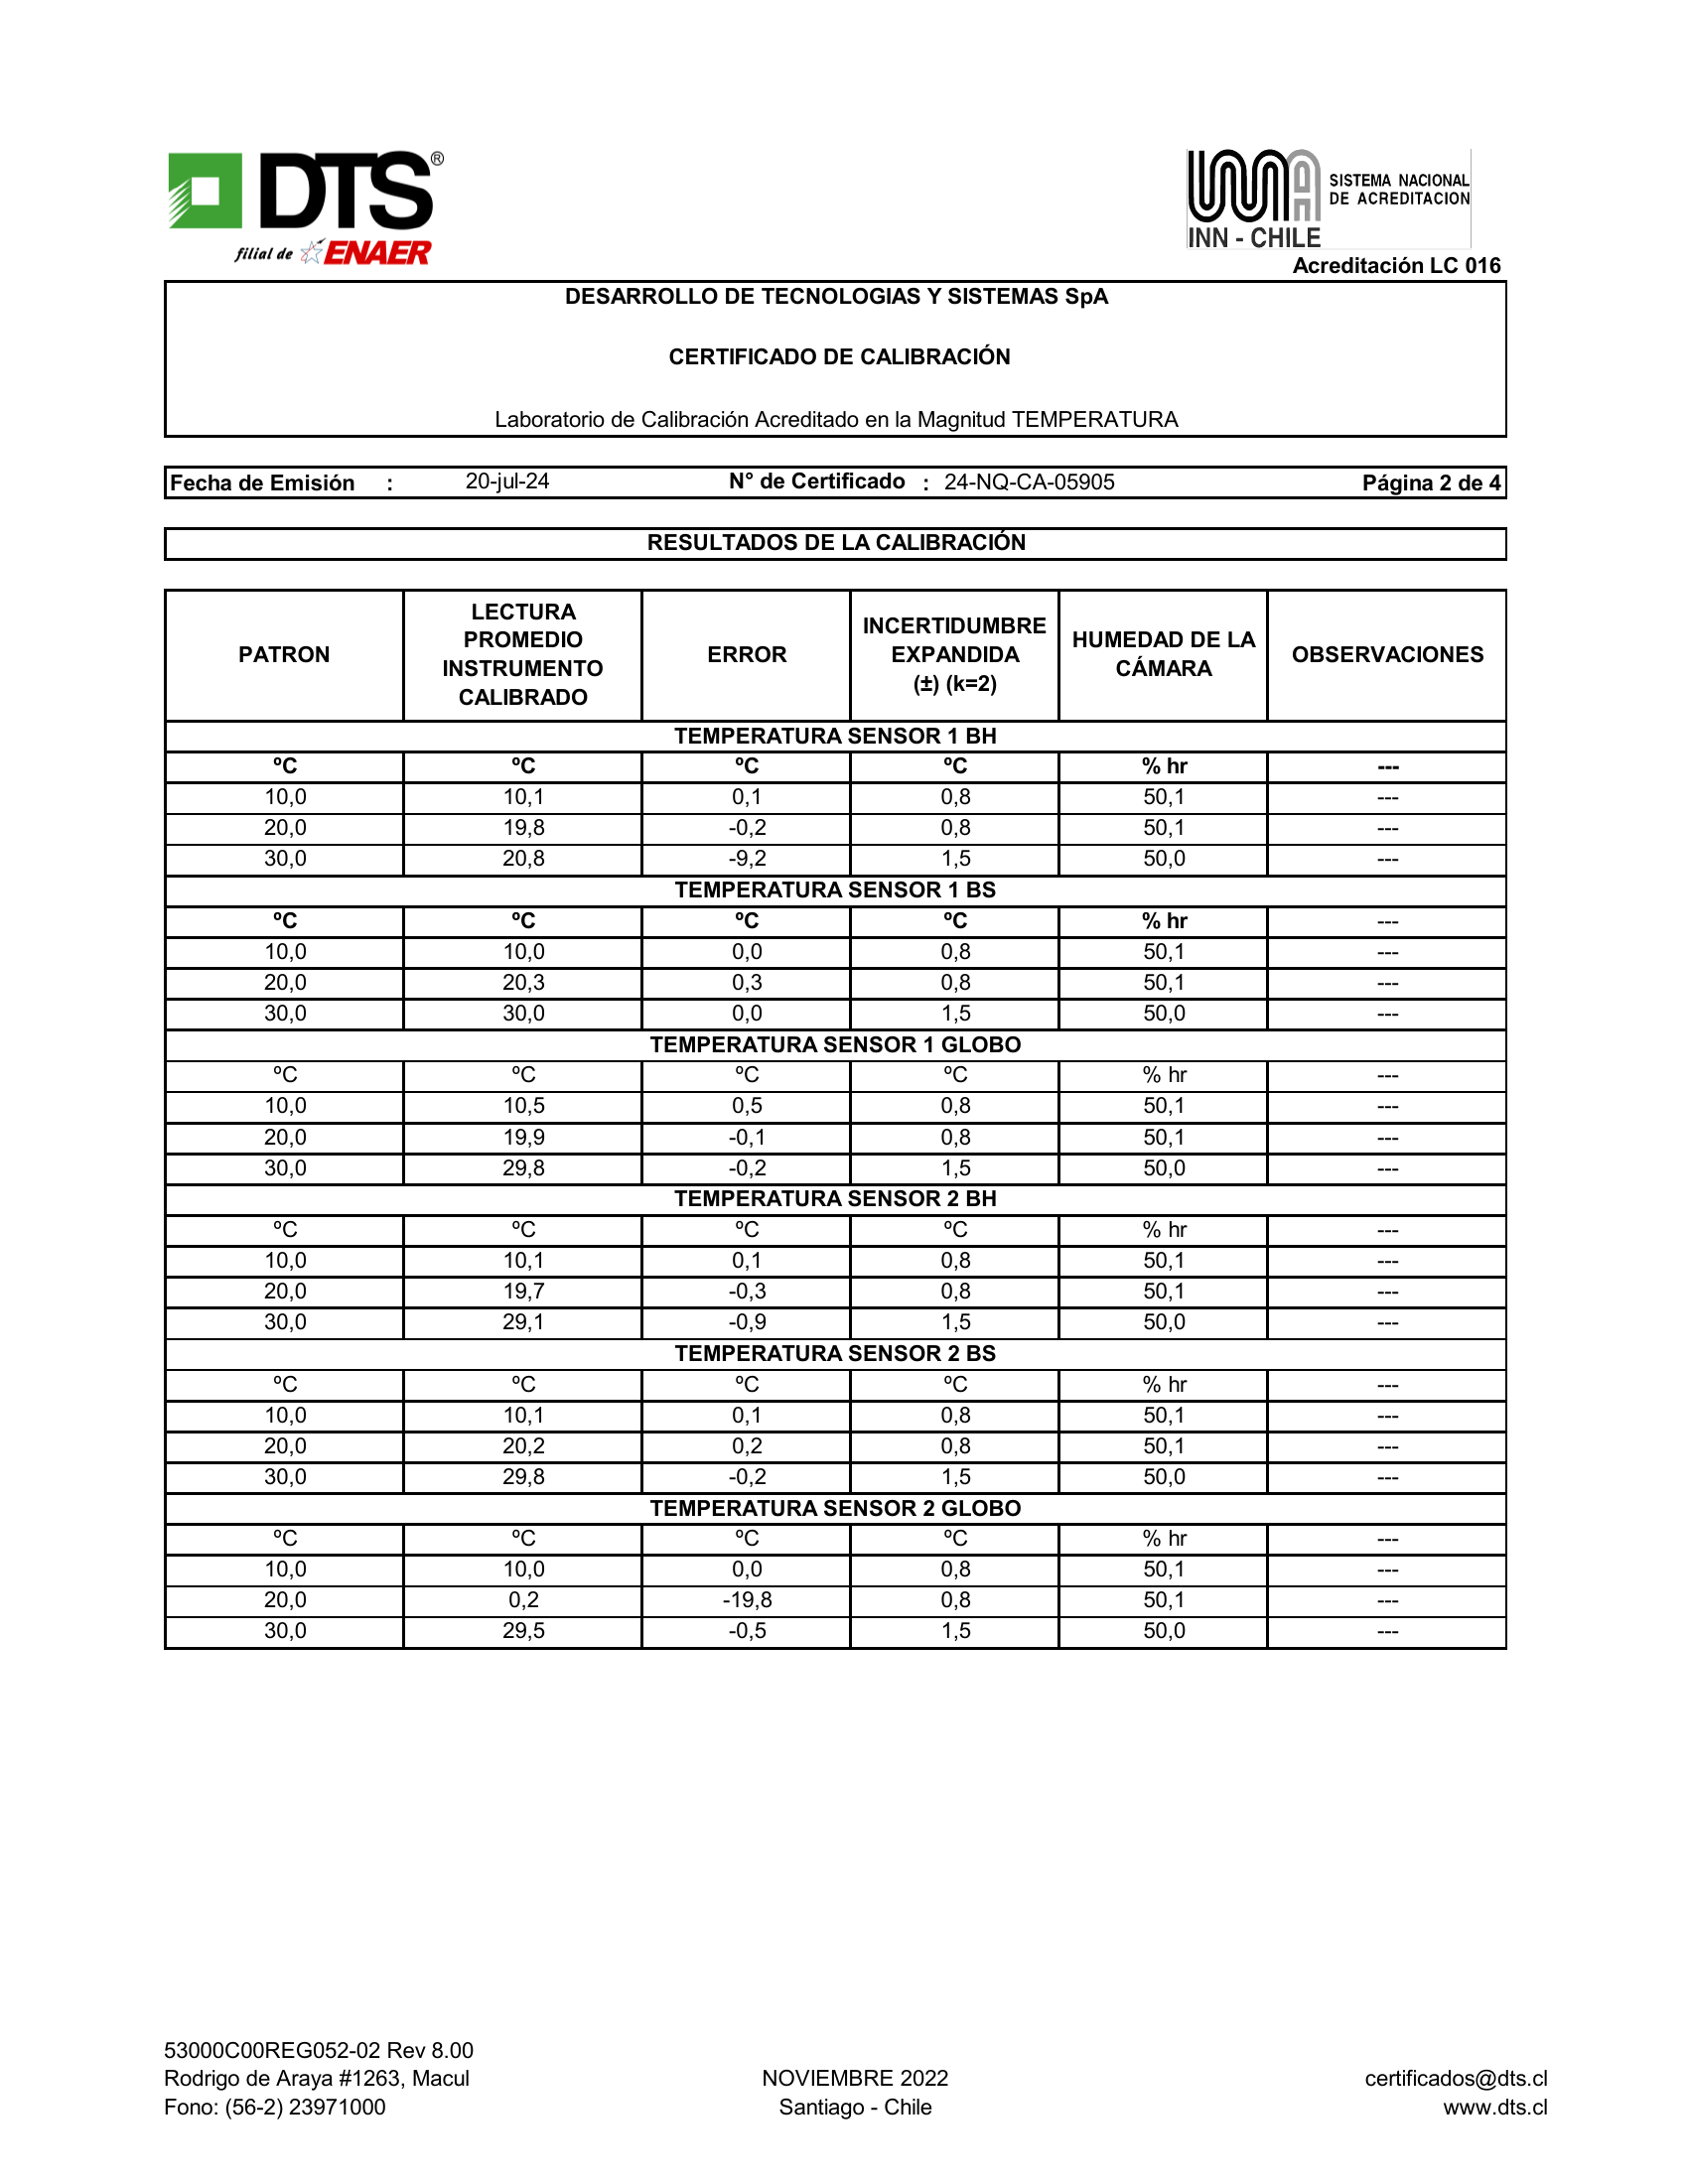 DTS®
filial de ENAER
SISTEMA NACIONAL
DE ACREDITACION
INN - CHILE
Acreditación LC 016
DESARROLLO DE TECNOLOGIAS Y SISTEMAS SpA
CERTIFICADO DE CALIBRACIÓN
Laboratorio de Calibración Acreditado en la Magnitud TEMPERATURA
Fecha de Emisión : 20-jul-24 N° de Certificado : 24-NQ-CA-05905 Página 2 de 4
RESULTADOS DE LA CALIBRACIÓN
PATRON LECTURA PROMEDIO INSTRUMENTO CALIBRADO ERROR INCERTIDUMBRE EXPANDIDA (±) (k=2) HUMEDAD DE LA CÁMARA OBSERVACIONES
TEMPERATURA SENSOR 1 BH
ºC ºC ºC ºC % hr ---
10,0 10,1 0,1 0,8 50,1 ---
20,0 19,8 -0,2 0,8 50,1 ---
30,0 20,8 -9,2 1,5 50,0 ---
TEMPERATURA SENSOR 1 BS
ºC ºC ºC ºC % hr ---
10,0 10,0 0,0 0,8 50,1 ---
20,0 20,3 0,3 0,8 50,1 ---
30,0 30,0 0,0 1,5 50,0 ---
TEMPERATURA SENSOR 1 GLOBO
ºC ºC ºC ºC % hr ---
10,0 10,5 0,5 0,8 50,1 ---
20,0 19,9 -0,1 0,8 50,1 ---
30,0 29,8 -0,2 1,5 50,0 ---
TEMPERATURA SENSOR 2 BH
ºC ºC ºC ºC % hr ---
10,0 10,1 0,1 0,8 50,1 ---
20,0 19,7 -0,3 0,8 50,1 ---
30,0 29,1 -0,9 1,5 50,0 ---
TEMPERATURA SENSOR 2 BS
ºC ºC ºC ºC % hr ---
10,0 10,1 0,1 0,8 50,1 ---
20,0 20,2 0,2 0,8 50,1 ---
30,0 29,8 -0,2 1,5 50,0 ---
TEMPERATURA SENSOR 2 GLOBO
ºC ºC ºC ºC % hr ---
10,0 10,0 0,0 0,8 50,1 ---
20,0 0,2 -19,8 0,8 50,1 ---
30,0 29,5 -0,5 1,5 50,0 ---
53000C00REG052-02 Rev 8.00
Rodrigo de Araya #1263, Macul NOVIEMBRE 2022 certificados@dts.cl
Fono: (56-2) 23971000 Santiago - Chile www.dts.cl